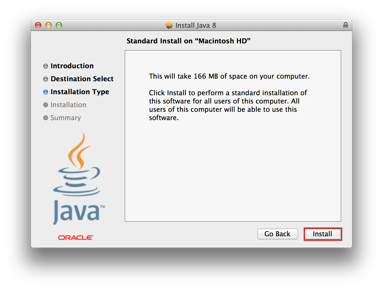 Install Java 8
Standard Install on "Macintosh HD"
Introduction
Destination Select
Installation Type
Installation
Summary
This will take 166 MB of space on your computer.
Click Install to perform a standard installation of
this software for all users of this computer. All
users of this computer will be able to use this
software.
Java™
ORACLE
Go Back
Install